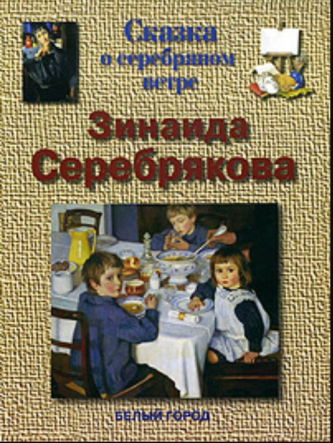 Сказка
о серебряном
ветре
Зинаида
Серебрякова
БЕЛЫЙ ГОРОД